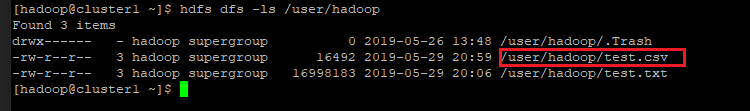 [hadoop@cluster1 ~]$ hdfs dfs -ls /user/hadoop
Found 3 items
drwx------   - hadoop supergroup          0 2019-05-26 13:48 /user/hadoop/.Trash
-rw-r--r--   3 hadoop supergroup      16492 2019-05-29 20:59 /user/hadoop/test.csv
-rw-r--r--   3 hadoop supergroup   16998183 2019-05-29 20:06 /user/hadoop/test.txt
[hadoop@cluster1 ~]$